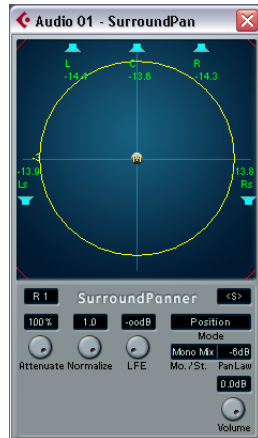 Audio 01 - SurroundPan
L C R
-14.4 -13.6 -14.3
-13.9 13.8
Ls Rs
R 1 SurroundPanner <S>
100% 1.0 -oodB Position
Mode
Mono Mix -6dB
Attenuate Normalize LFE Mo./St. PanLaw
0.0dB
Volume